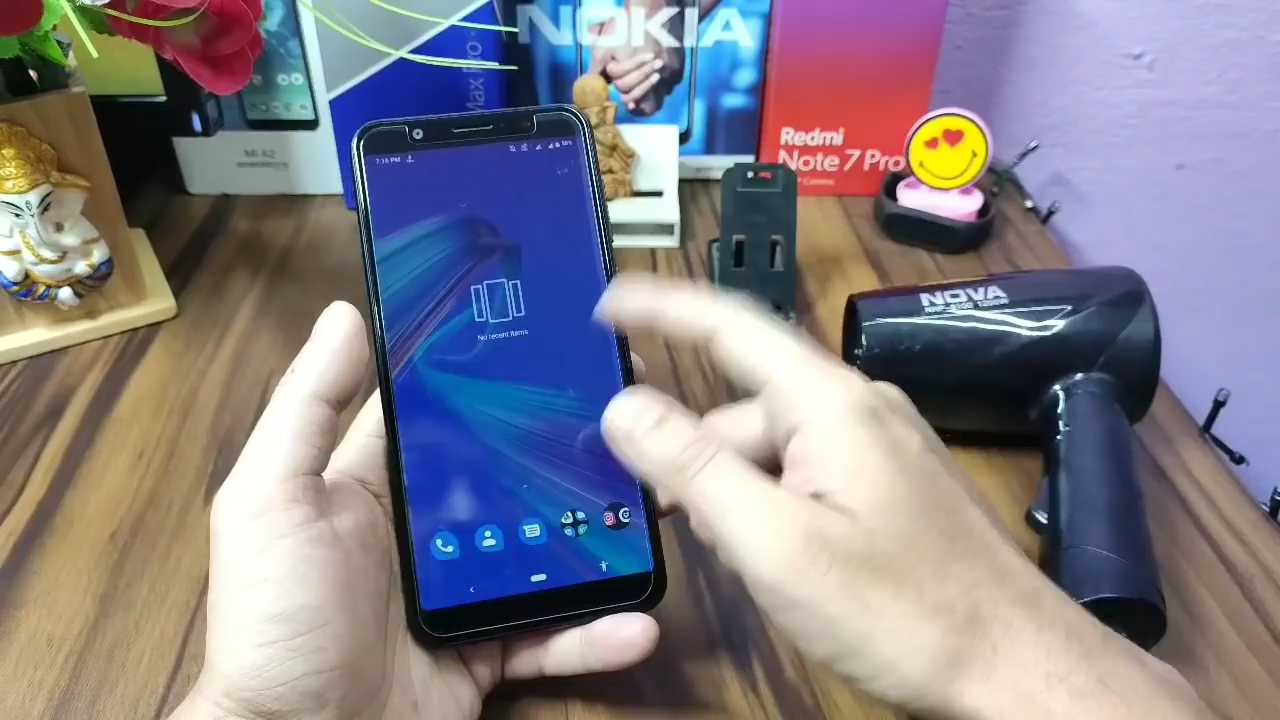 NOKIA
Max Pro
MI A2
Redmi
Note 7 Pro
7:16 PM
No recent items
NOVA